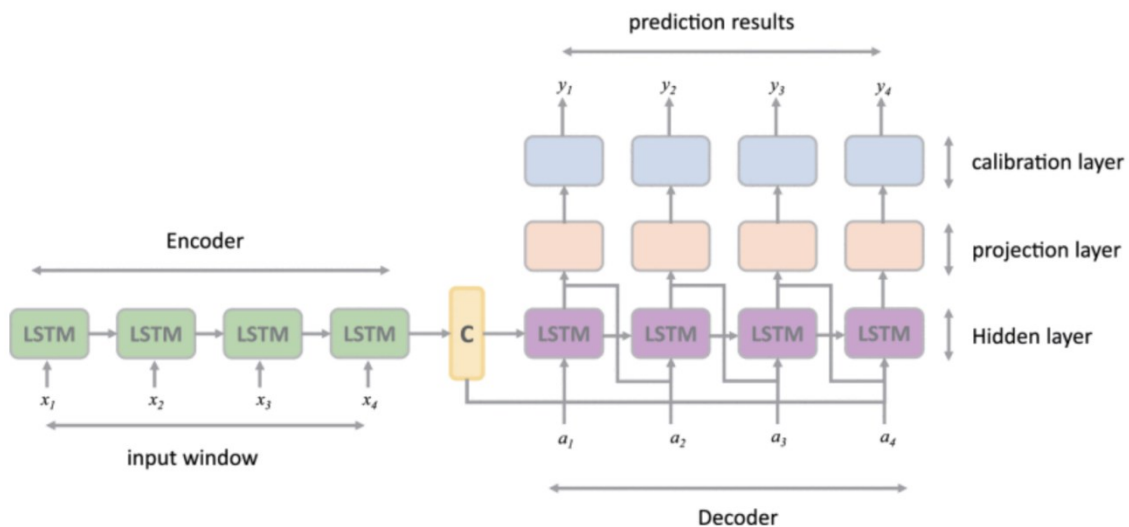 prediction results
y1 y2 y3 y4
calibration layer
Encoder
projection layer
LSTM LSTM LSTM LSTM C LSTM LSTM LSTM LSTM Hidden layer
x1 x2 x3 x4
a1 a2 a3 a4
input window
Decoder